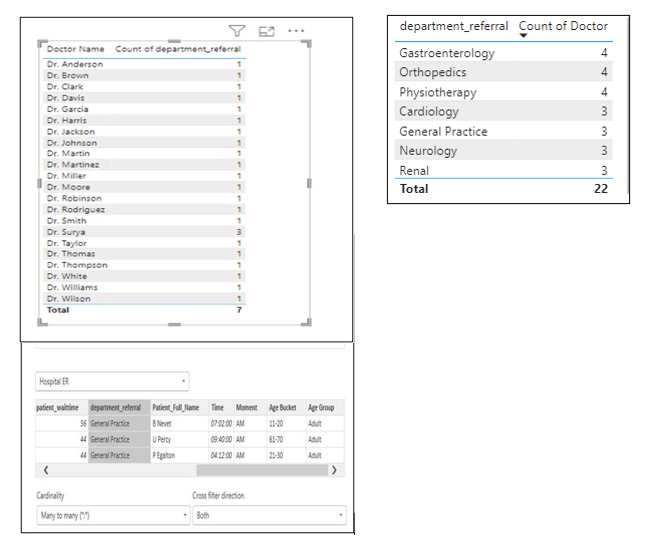 Doctor Name Count of department_referral
Dr. Anderson 1
Dr. Brown 1
Dr. Clark 1
Dr. Davis 1
Dr. Garcia 1
Dr. Harris 1
Dr. Jackson 1
Dr. Johnson 1
Dr. Martin 1
Dr. Martinez 1
Dr. Miller 1
Dr. Moore 1
Dr. Robinson 1
Dr. Rodriguez 1
Dr. Smith 1
Dr. Surya 3
Dr. Taylor 1
Dr. Thomas 1
Dr. Thompson 1
Dr. White 1
Dr. Williams 1
Dr. Wilson 1
Total 7
department_referral Count of Doctor
Gastroenterology 4
Orthopedics 4
Physiotherapy 4
Cardiology 3
General Practice 3
Neurology 3
Renal 3
Total 22
Hospital ER
patient_waittime department_referral Patient_Full_Name Time Moment Age Bucket Age Group
56 General Practice B Nevet 07:02:00 AM 11-20 Adult
44 General Practice U Percy 09:40:00 AM 61-70 Adult
44 General Practice P Egalton 04:12:00 AM 21-30 Adult
Cardinality Cross filter direction
Many to many (*:*) Both